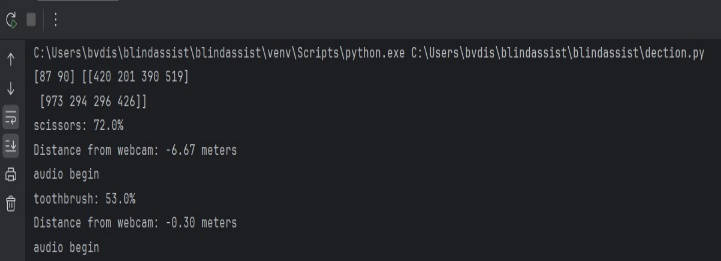 C:\Users\bvdis\blindassist\blindassist\venv\Scripts\python.exe C:\Users\bvdis\blindassist\blindassist\dection.py
[87 90] [[420 201 390 519]
 [973 294 296 426]]
scissors: 72.0%
Distance from webcam: -6.67 meters
audio begin
toothbrush: 53.0%
Distance from webcam: -0.30 meters
audio begin